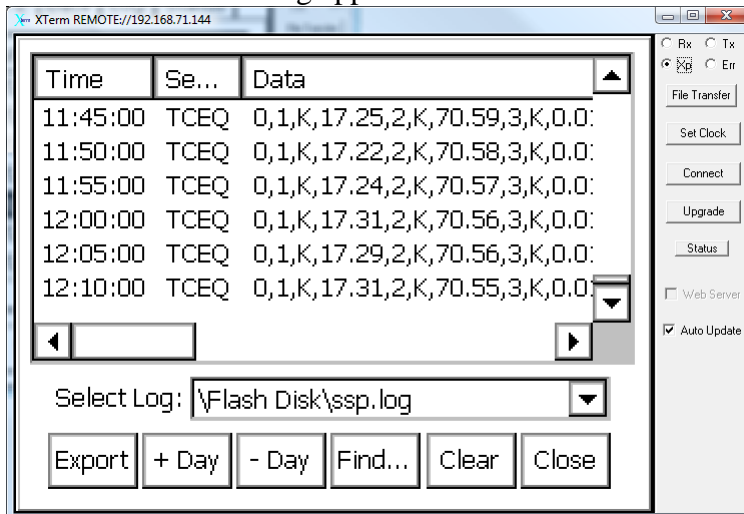 XTerm REMOTE://192.168.71.144
Rx Tx
Xp Err
File Transfer
Set Clock
Connect
Upgrade
Status
Web Server
Auto Update
Time Se... Data
11:45:00 TCEQ 0,1,K,17.25,2,K,70.59,3,K,0.0
11:50:00 TCEQ 0,1,K,17.22,2,K,70.58,3,K,0.0
11:55:00 TCEQ 0,1,K,17.24,2,K,70.57,3,K,0.0
12:00:00 TCEQ 0,1,K,17.31,2,K,70.56,3,K,0.0
12:05:00 TCEQ 0,1,K,17.29,2,K,70.56,3,K,0.0
12:10:00 TCEQ 0,1,K,17.31,2,K,70.55,3,K,0.0
Select Log: \Flash Disk\ssp.log
Export + Day - Day Find... Clear Close